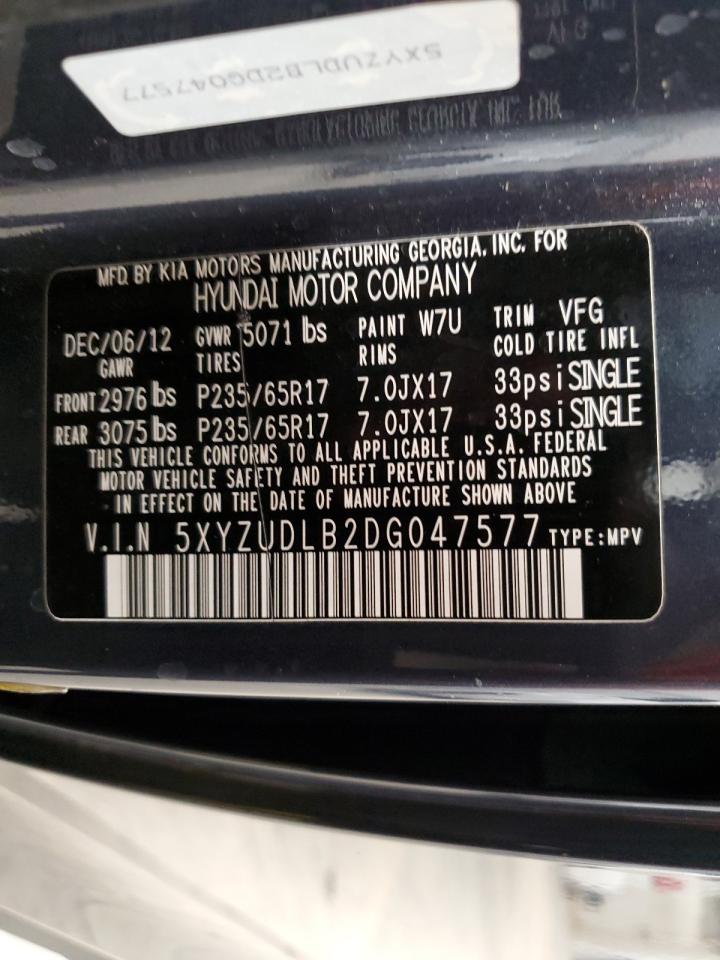 5XYZUDLB2DG047577
MFD. BY KIA MOTORS MANUFACTURING GEORGIA, INC. FOR
HYUNDAI MOTOR COMPANY
DEC/06/12 GVWR 5071 lbs PAINT W7U TRIM VFG
GAWR TIRES RIMS COLD TIRE INFL
FRONT 2976 lbs P235/65R17 7.0JX17 33psi SINGLE
REAR 3075 lbs P235/65R17 7.0JX17 33psi SINGLE
THIS VEHICLE CONFORMS TO ALL APPLICABLE U.S.A. FEDERAL
MOTOR VEHICLE SAFETY AND THEFT PREVENTION STANDARDS
IN EFFECT ON THE DATE OF MANUFACTURE SHOWN ABOVE
V.I.N 5XYZUDLB2DG047577 TYPE:MPV